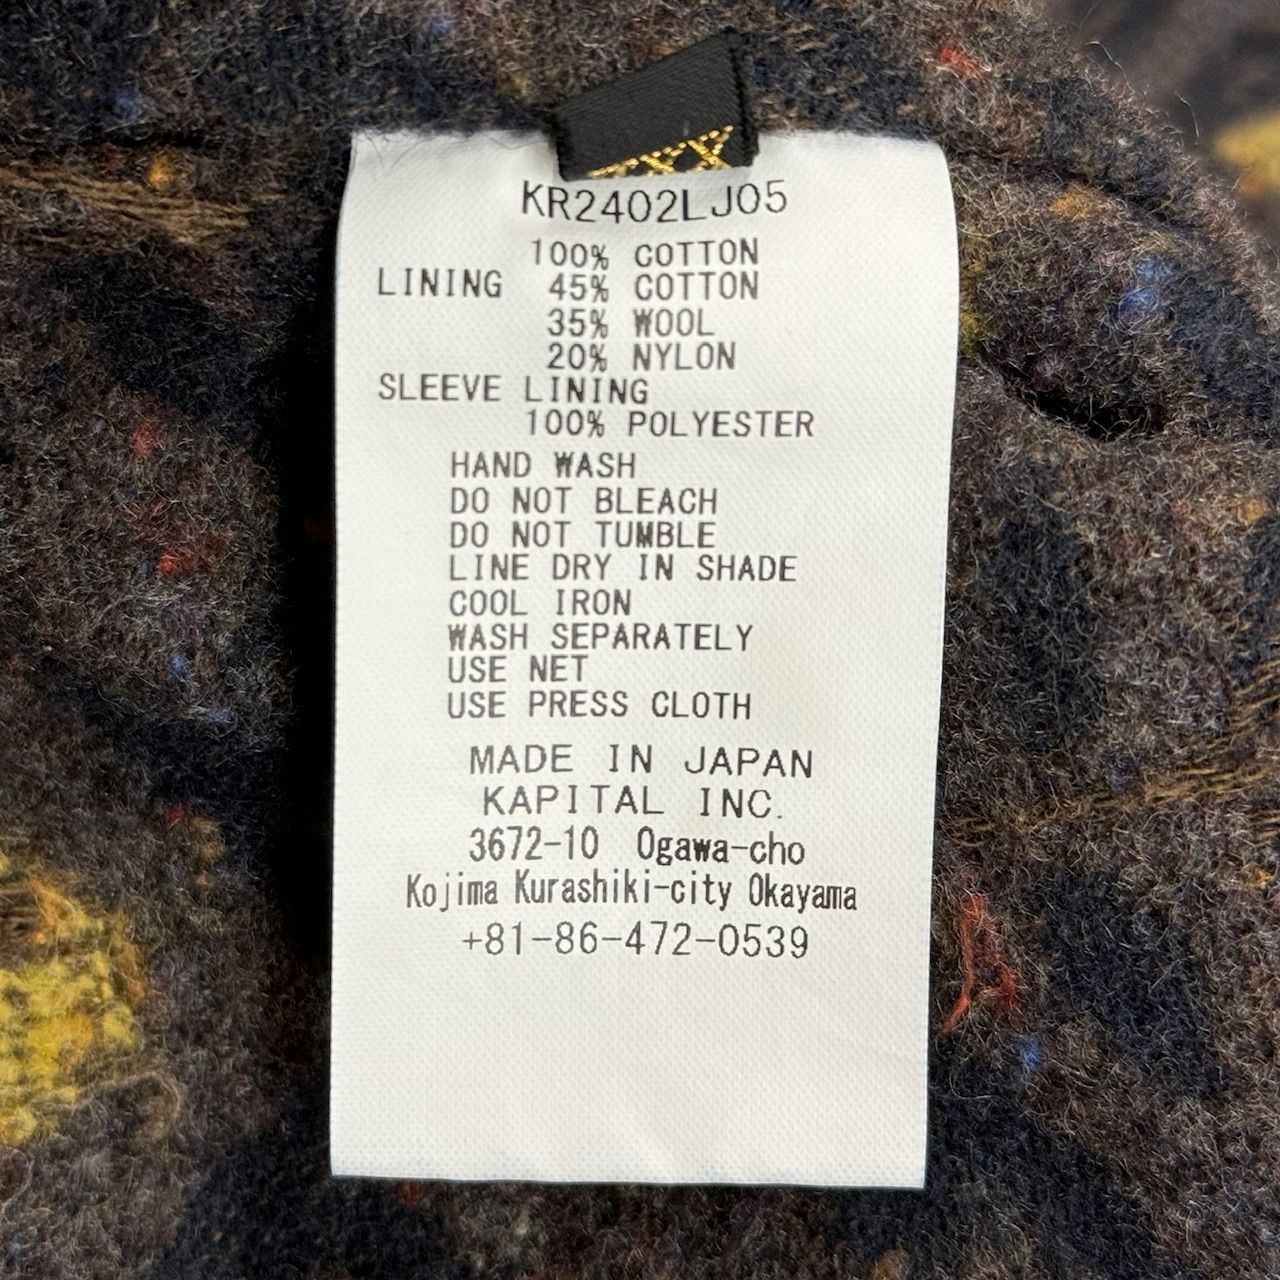 XXX
KR2402LJ05
100% COTTON
LINING 45% COTTON
35% WOOL
20% NYLON
SLEEVE LINING
100% POLYESTER
HAND WASH
DO NOT BLEACH
DO NOT TUMBLE
LINE DRY IN SHADE
COOL IRON
WASH SEPARATELY
USE NET
USE PRESS CLOTH
MADE IN JAPAN
KAPITAL INC.
3672-10 Ogawa-cho
Kojima Kurashiki-city Okayama
+81-86-472-0539